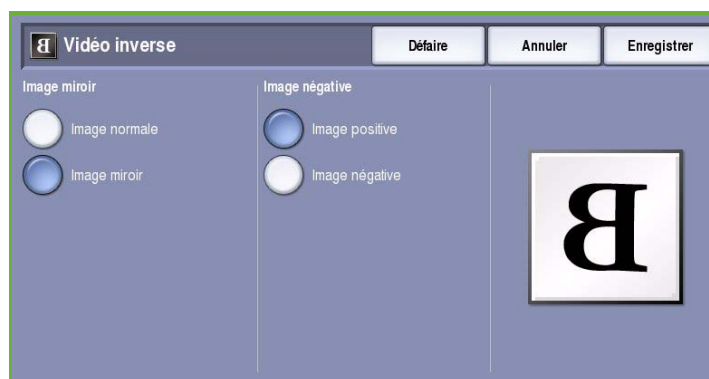 Vidéo inverse
Défaire
Annuler
Enregistrer
Image miroir
Image normale
Image miroir
Image négative
Image positive
Image négative
B